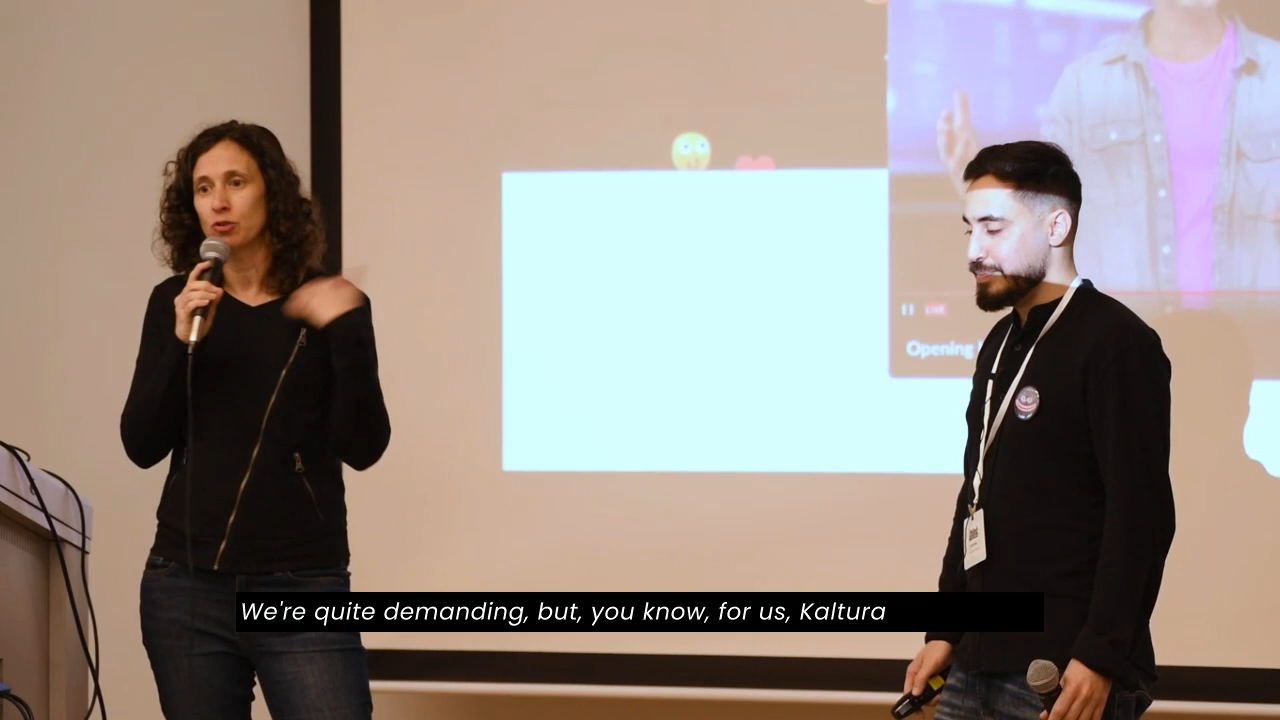 LIVE
Opening
We're quite demanding, but, you know, for us, Kaltura